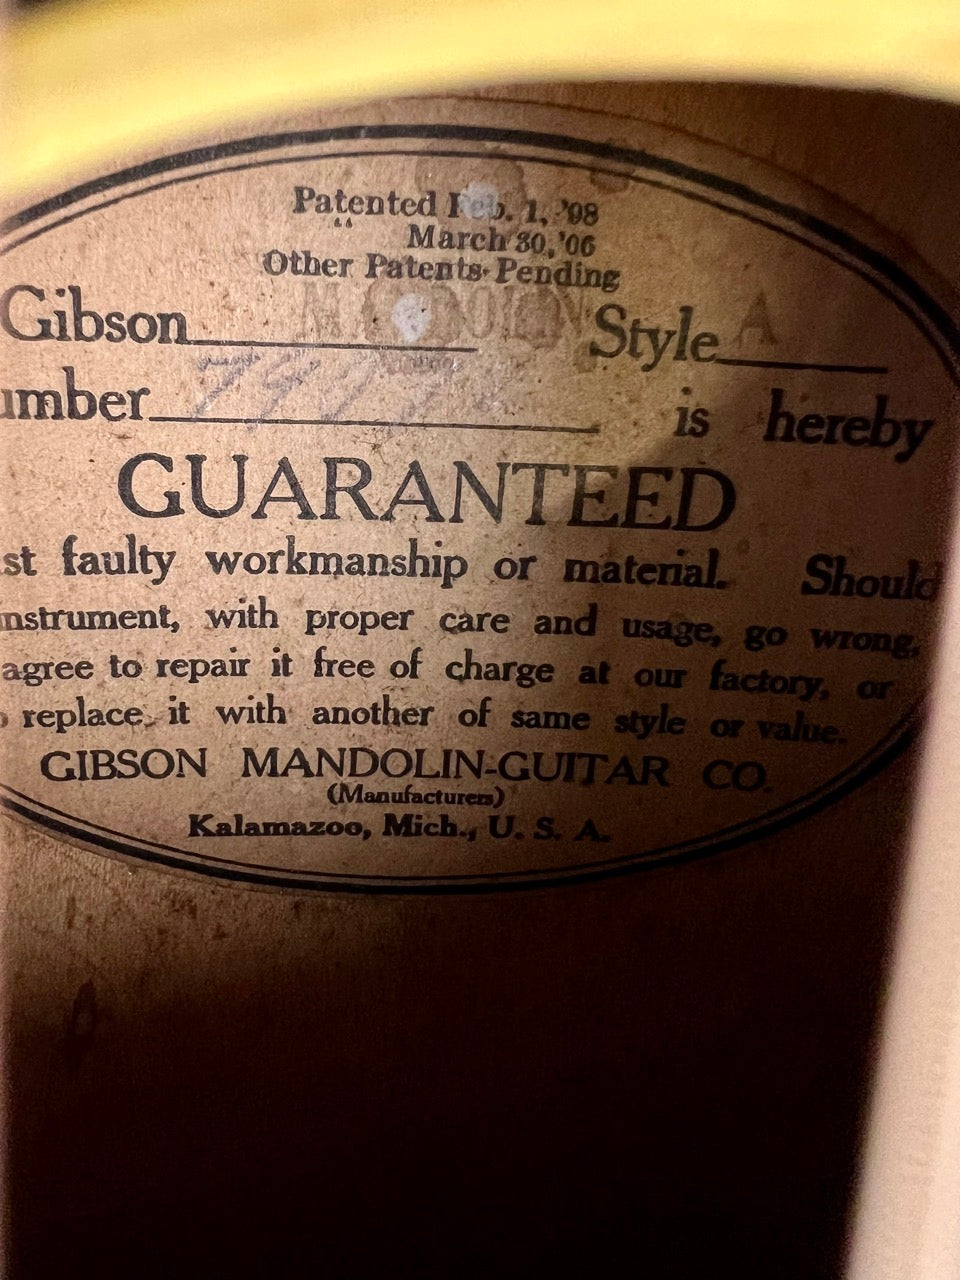 Patented Feb. 1, '98
“ March 30, '06
Other Patents Pending
Gibson MANDOLIN Style A
umber is hereby
GUARANTEED
st faulty workmanship or material. Should
nstrument, with proper care and usage, go wrong,
agree to repair it free of charge at our factory, or
o replace it with another of same style or value.
GIBSON MANDOLIN-GUITAR CO.
(Manufacturers)
Kalamazoo, Mich., U. S. A.